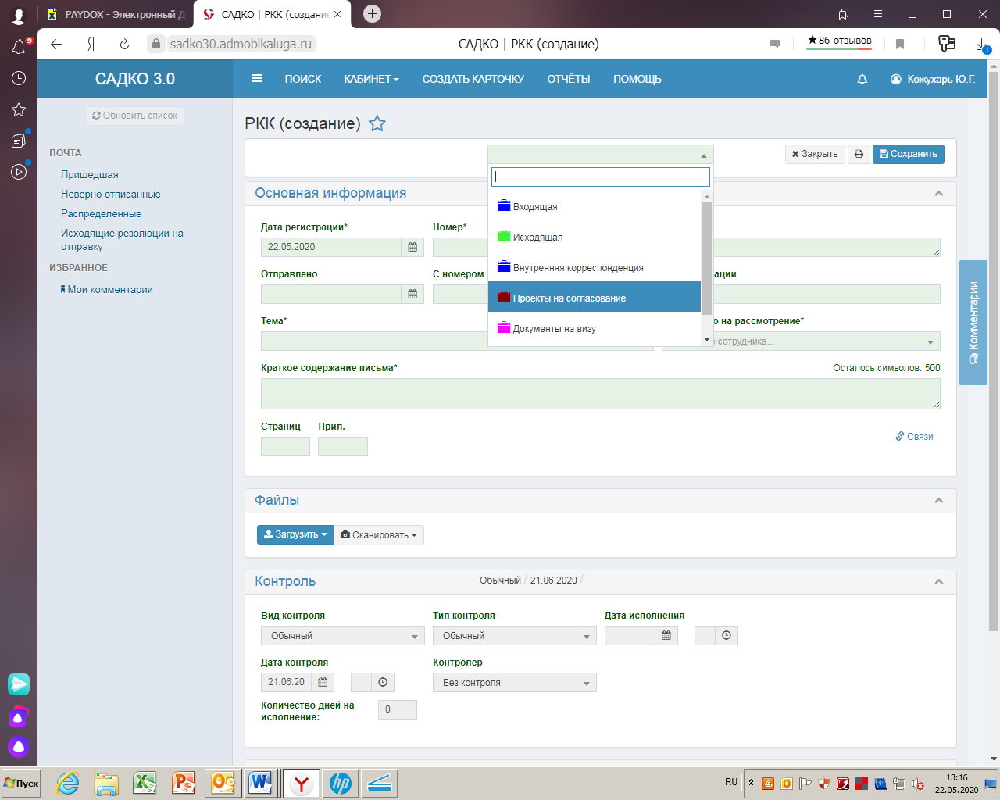 PAYDOX - Электронный Д
САДКО | РКК (создание
9
sadko30.admoblkaluga.ru
САДКО | РКК (создание)
★86 отзывов
1
САДКО 3.0
ПОИСК
КАБИНЕТ
СОЗДАТЬ КАРТОЧКУ
ОТЧЁТЫ
ПОМОЩЬ
Кожухарь Ю.Г.
Обновить список
ПОЧТА
Пришедшая
Неверно отписанные
Распределенные
Исходящие резолюции на
отправку
ИЗБРАННОЕ
Мои комментарии
РКК (создание)
Закрыть
Сохранить
Входящая
Исходящая
Внутренняя корреспонденция
Проекты на согласование
Документы на визу
Основная информация
Дата регистрации*
Номер*
22.05.2020
Отправлено
С номером
ации
Тема*
о на рассмотрение*
е сотрудника...
Краткое содержание письма*
Осталось символов: 500
Страниц
Прил.
Связи
Комментарии
Файлы
Загрузить
Сканировать
Контроль
Обычный / 21.06.2020 /
Вид контроля
Тип контроля
Дата исполнения
Обычный
Обычный
Дата контроля
Контролёр
21.06.20
Без контроля
Количество дней на
исполнение:
0
Пуск
RU
13:16
22.05.2020